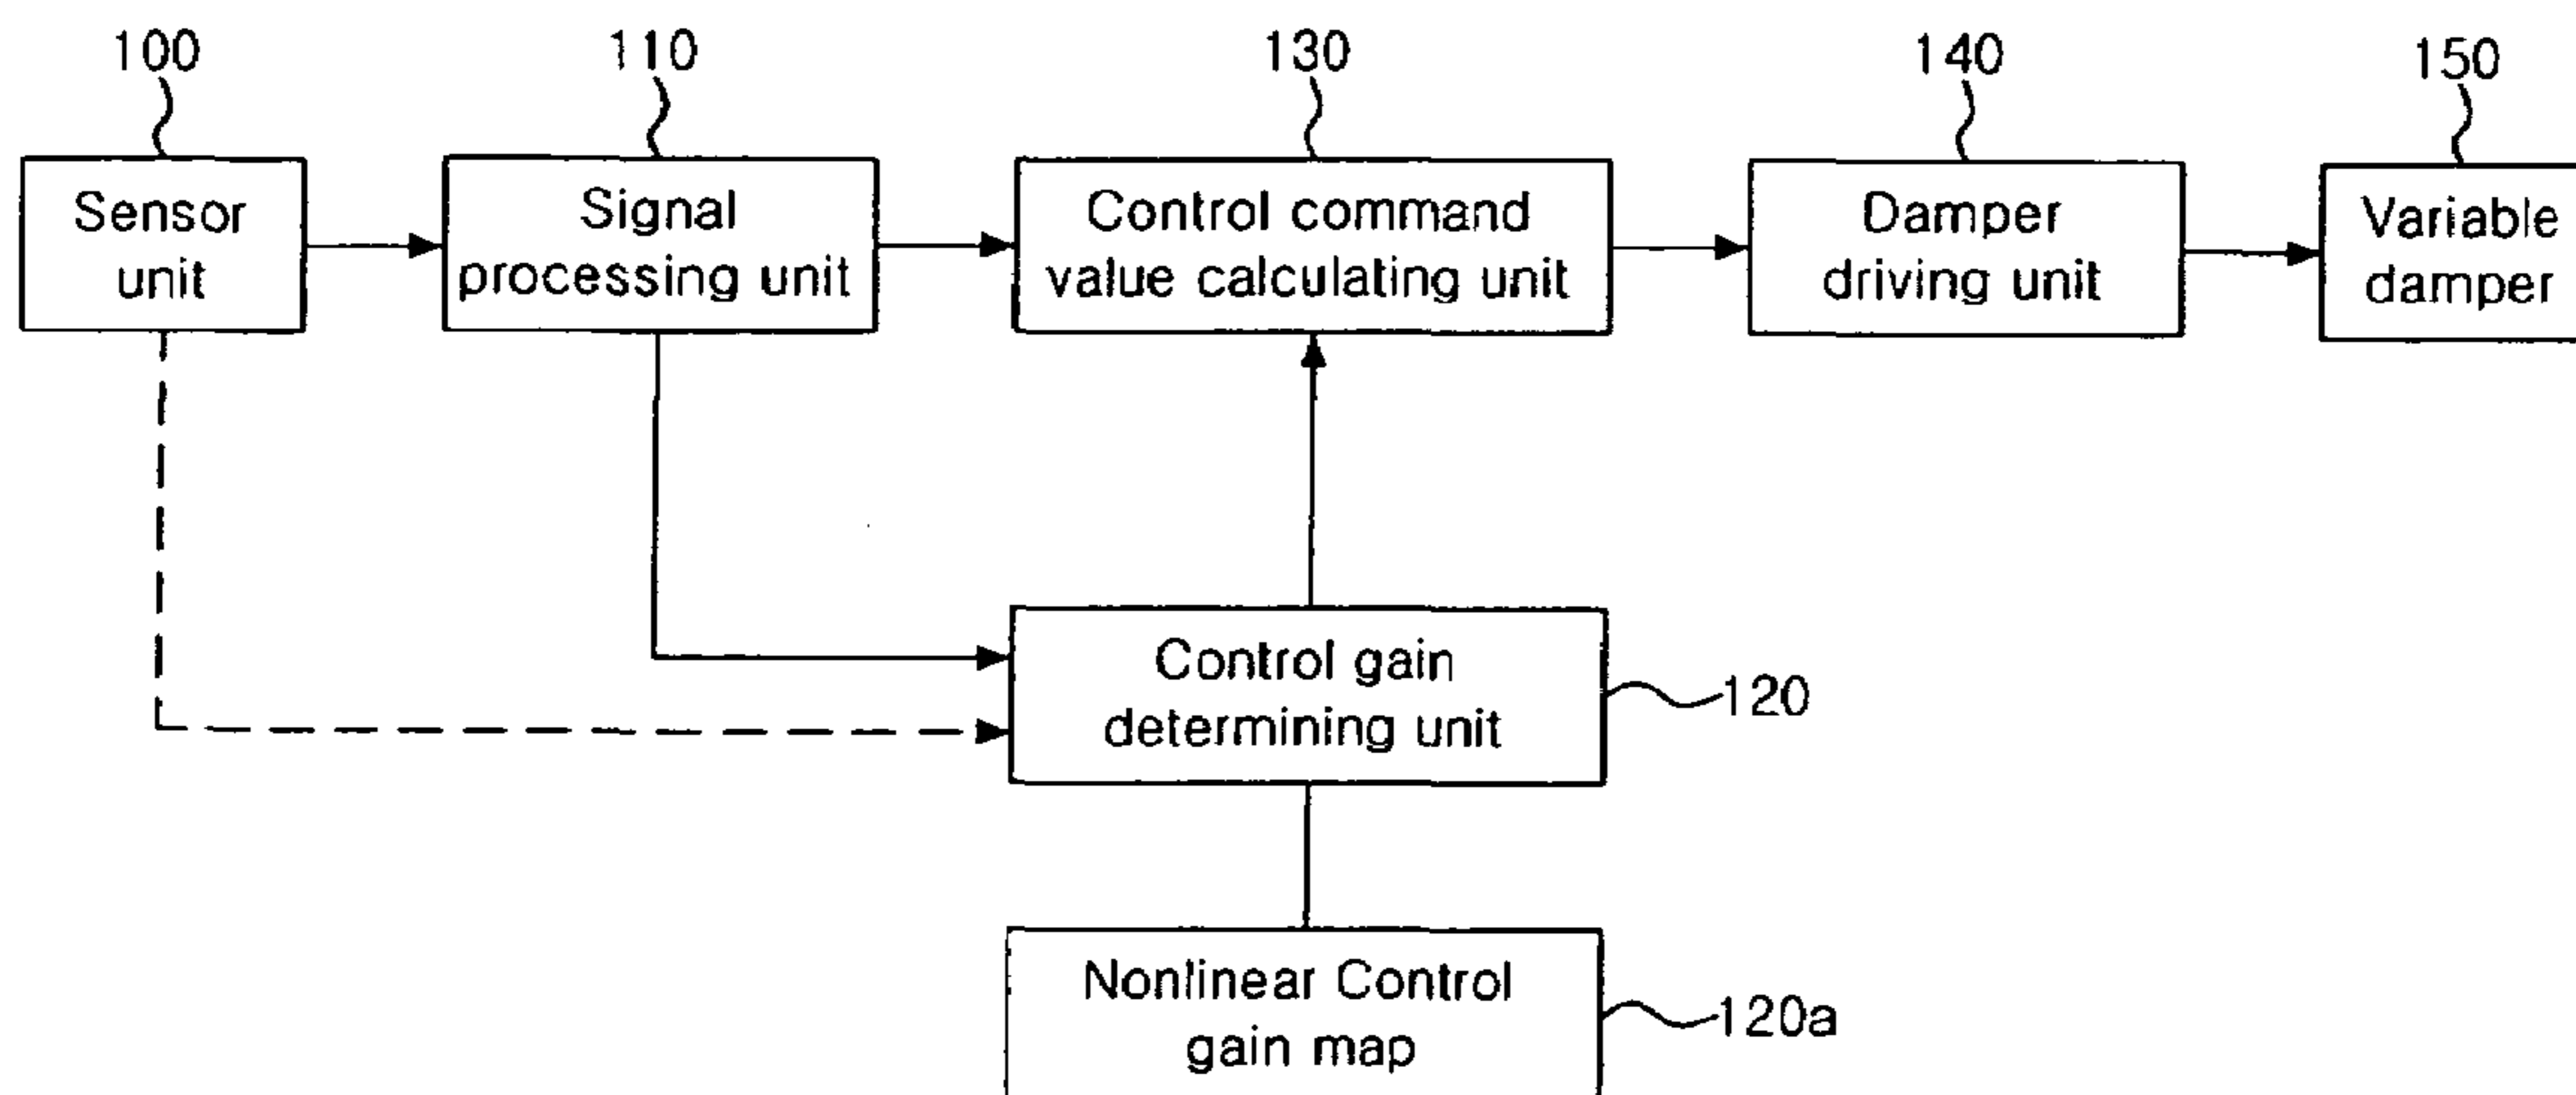 100
110
130
140
150
Sensor
unit
Signal
processing unit
Control command
value calculating unit
Damper
driving unit
Variable
damper
Control gain
determining unit
120
Nonlinear Control
gain map
120a